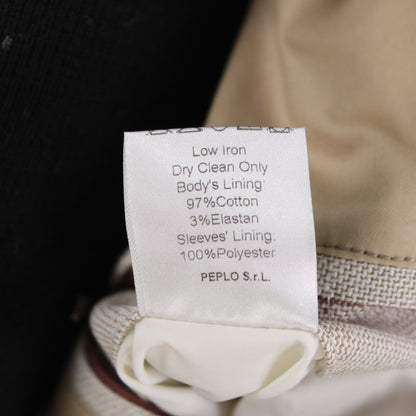 Low Iron
Dry Clean Only
Body's Lining:
97%Cotton
3%Elastan
Sleeves' Lining:
100%Polyester
PEPLO S.r.L.